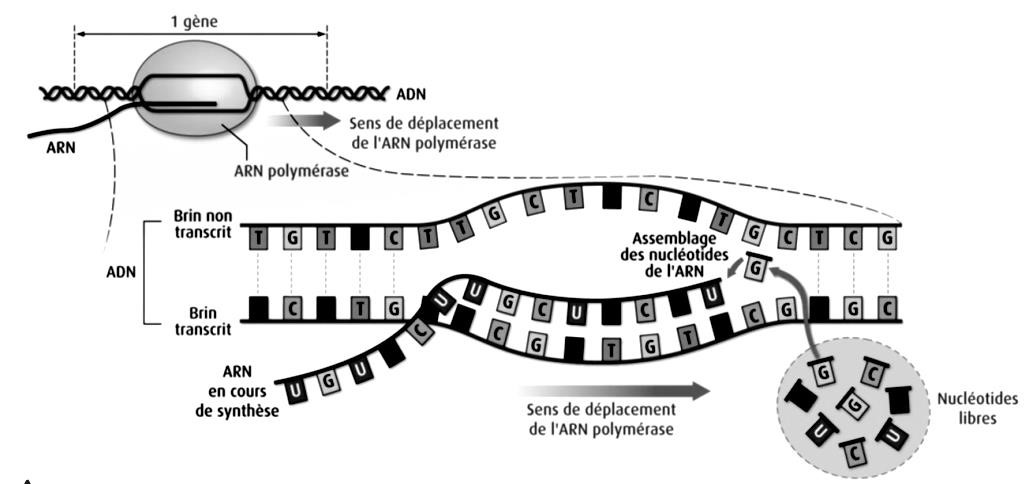 1 gène
ADN
ARN
Sens de déplacement
de l'ARN polymérase
ARN polymérase
Brin non
transcrit
T G T C T T G C T C T G C T C G
ADN
Assemblage
des nucléotides
de l'ARN
G
U U G C U C U
Brin
transcrit
C T G C G T G T C G G C
ARN
en cours
de synthèse
U G U C
Sens de déplacement
de l'ARN polymérase
G C
G
U U
C
Nucléotides
libres